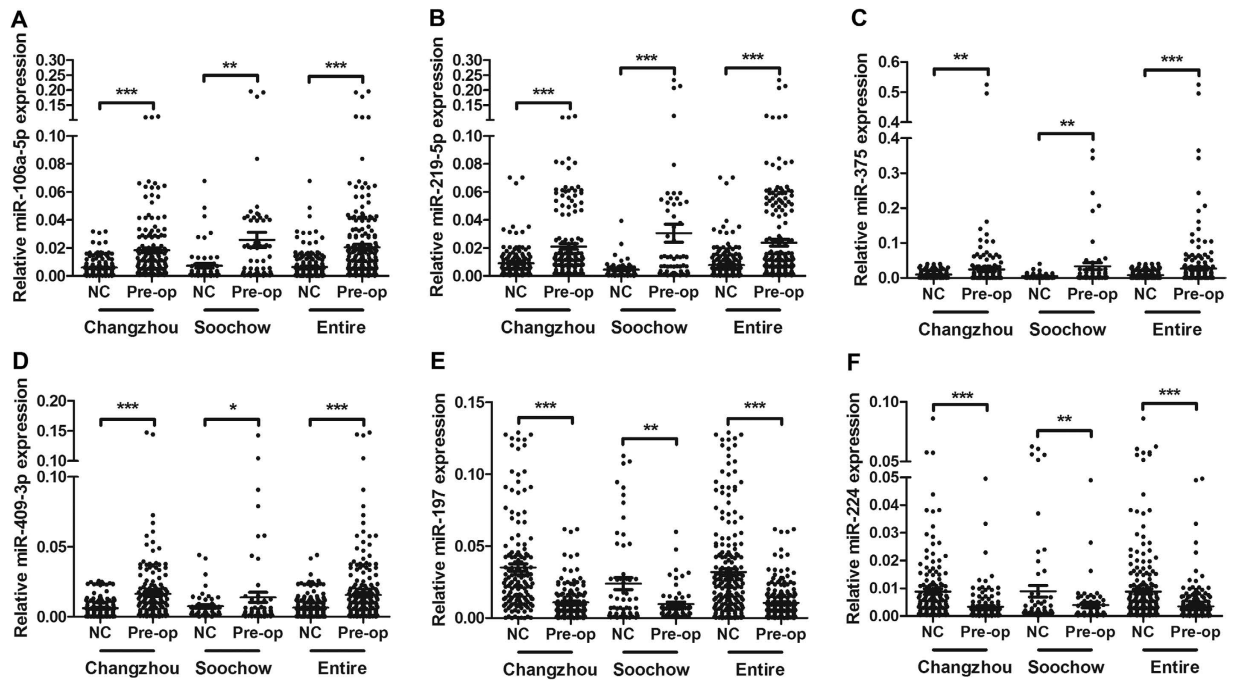 A
Relative miR-106a-5p expression
0.30
0.25
0.20
0.15
0.10
0.08
0.06
0.04
0.02
0.00
***
**
***
NC Pre-op NC Pre-op NC Pre-op
Changzhou Soochow Entire
B
Relative miR-219-5p expression
0.30
0.25
0.20
0.15
0.10
0.08
0.06
0.04
0.02
0.00
***
***
***
NC Pre-op NC Pre-op NC Pre-op
Changzhou Soochow Entire
C
Relative miR-375 expression
0.6
0.5
0.4
0.4
0.3
0.2
0.1
0.0
**
**
***
NC Pre-op NC Pre-op NC Pre-op
Changzhou Soochow Entire
D
Relative miR-409-3p expression
0.20
0.15
0.10
0.10
0.05
0.00
***
*
***
NC Pre-op NC Pre-op NC Pre-op
Changzhou Soochow Entire
E
Relative miR-197 expression
0.15
0.10
0.05
0.00
***
**
***
NC Pre-op NC Pre-op NC Pre-op
Changzhou Soochow Entire
F
Relative miR-224 expression
0.10
0.05
0.05
0.04
0.03
0.02
0.01
0.00
***
**
***
NC Pre-op NC Pre-op NC Pre-op
Changzhou Soochow Entire